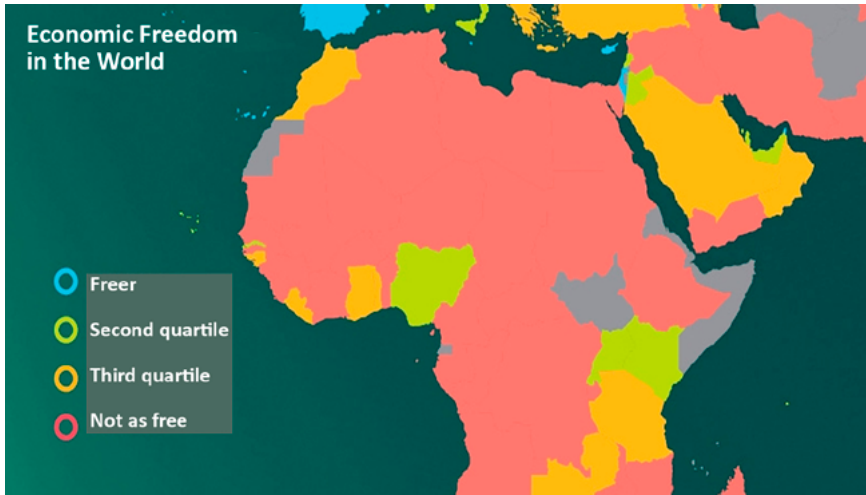 Economic Freedom
in the World
Freer
Second quartile
Third quartile
Not as free